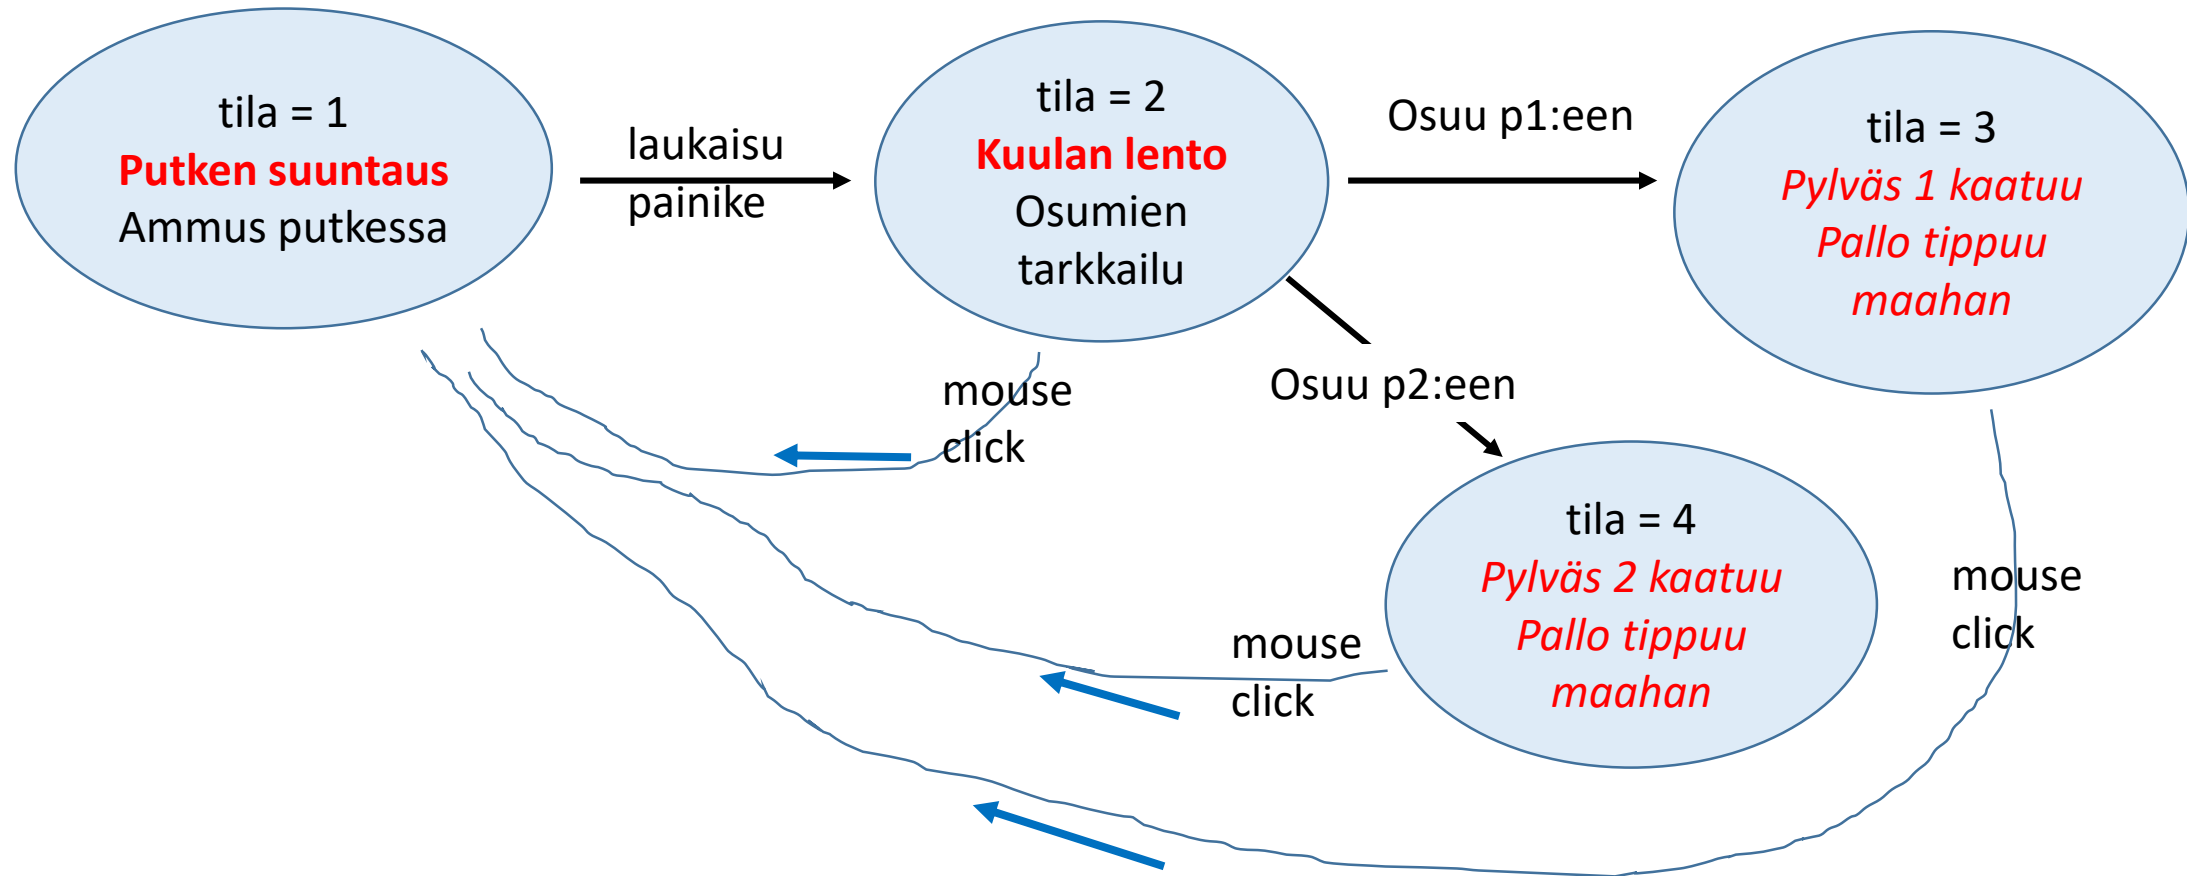 tila = 1
Putken suuntaus
Ammus putkessa
laukaisu
painike
tila = 2
Kuulan lento
Osumien
tarkkailu
Osuu p1:een
tila = 3
Pylväs 1 kaatuu
Pallo tippuu
maahan
Osuu p2:een
mouse
click
tila = 4
Pylväs 2 kaatuu
Pallo tippuu
maahan
mouse
click
mouse
click